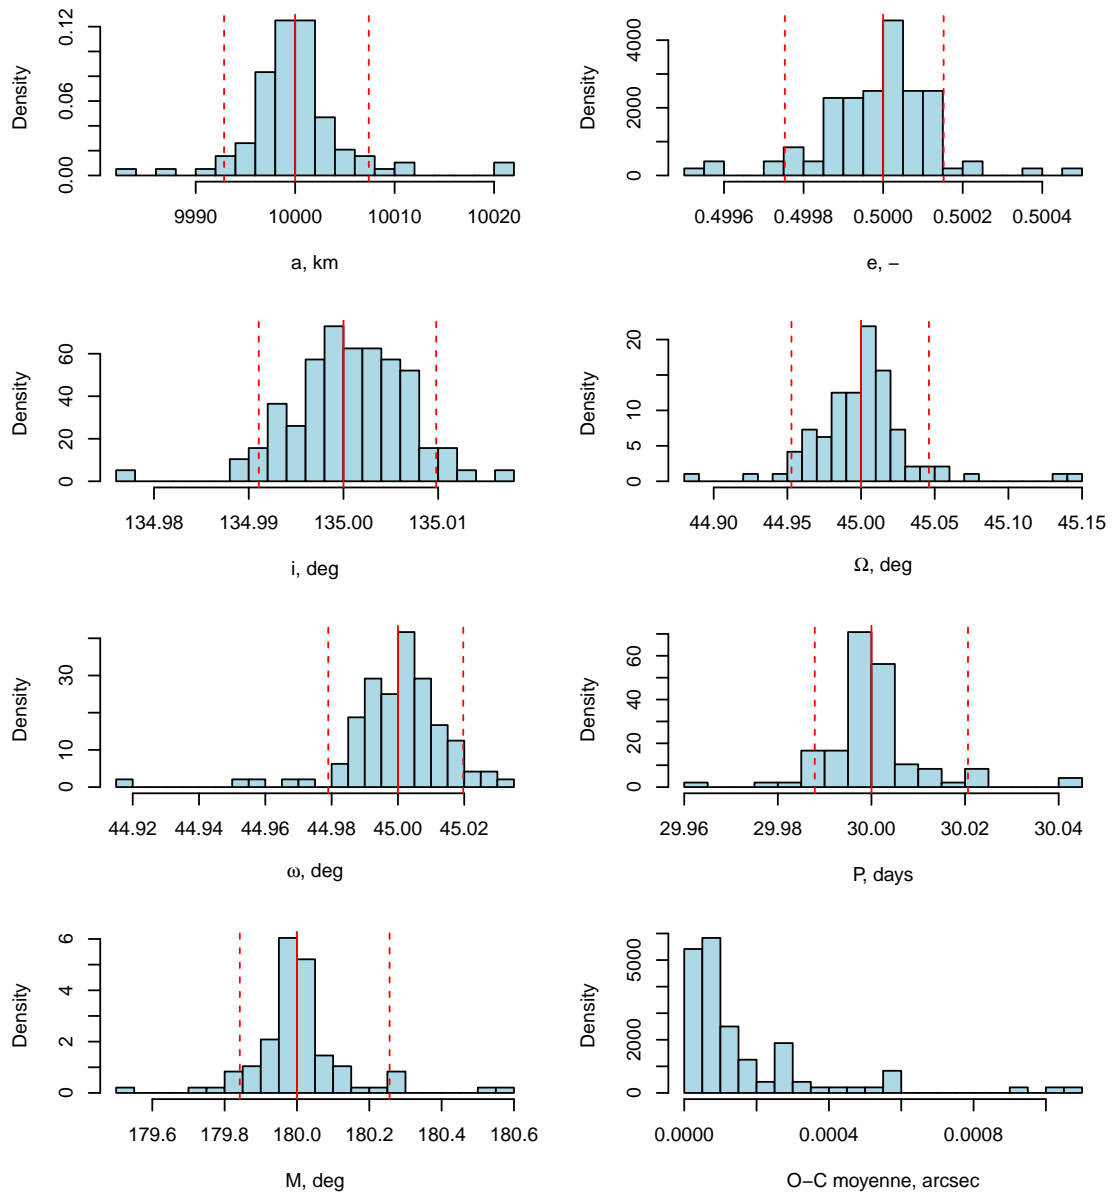 Density
0.00 0.06 0.12
9990 10000 10010 10020
a, km
Density
0 2000 4000
0.4996 0.4998 0.5000 0.5002 0.5004
e, −
Density
0 20 40 60
134.98 134.99 135.00 135.01
i, deg
Density
0 5 10 20
44.90 44.95 45.00 45.05 45.10 45.15
Ω, deg
Density
0 10 30
44.92 44.94 44.96 44.98 45.00 45.02
ω, deg
Density
0 20 40 60
29.96 29.98 30.00 30.02 30.04
P, days
Density
0 2 4 6
179.6 179.8 180.0 180.2 180.4 180.6
M, deg
Density
0 2000 5000
0.0000 0.0004 0.0008
O−C moyenne, arcsec